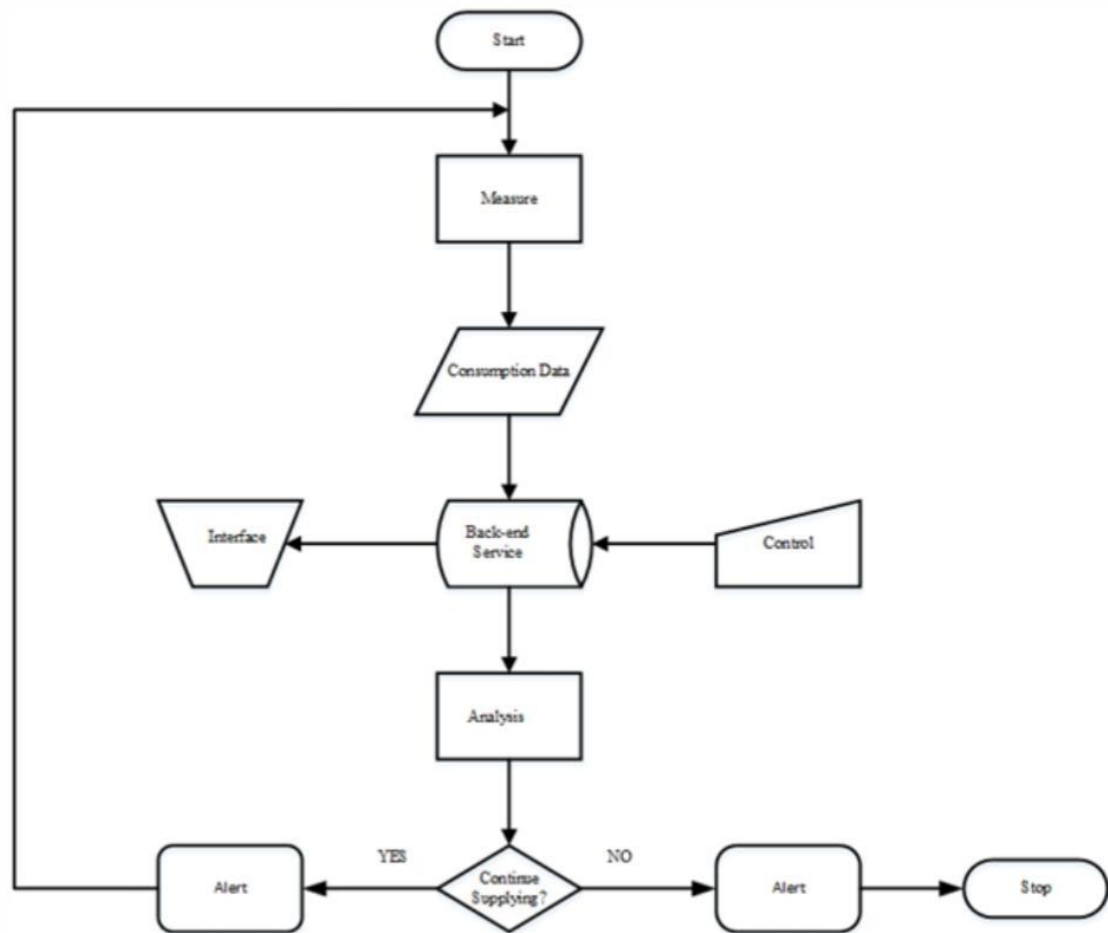 Start
Measure
Consumption Data
Interface
Back-end
Service
Control
Analysis
YES
NO
Alert
Continue
Supplying?
Alert
Stop